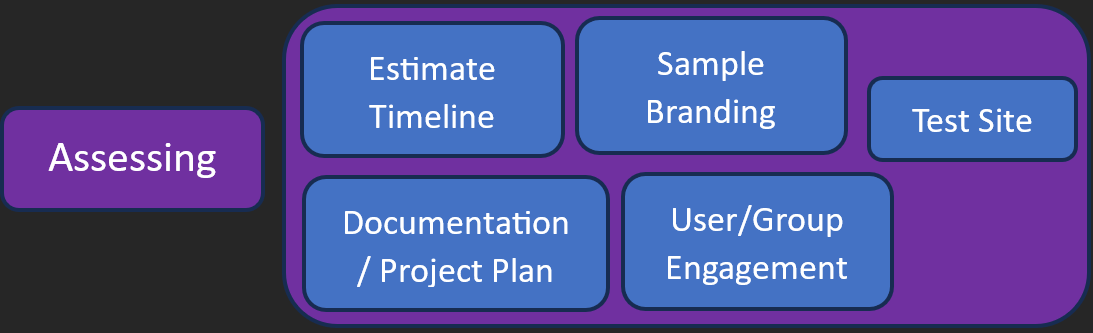 Assessing
Estimate
Timeline
Sample
Branding
Test Site
Documentation
/ Project Plan
User/Group
Engagement